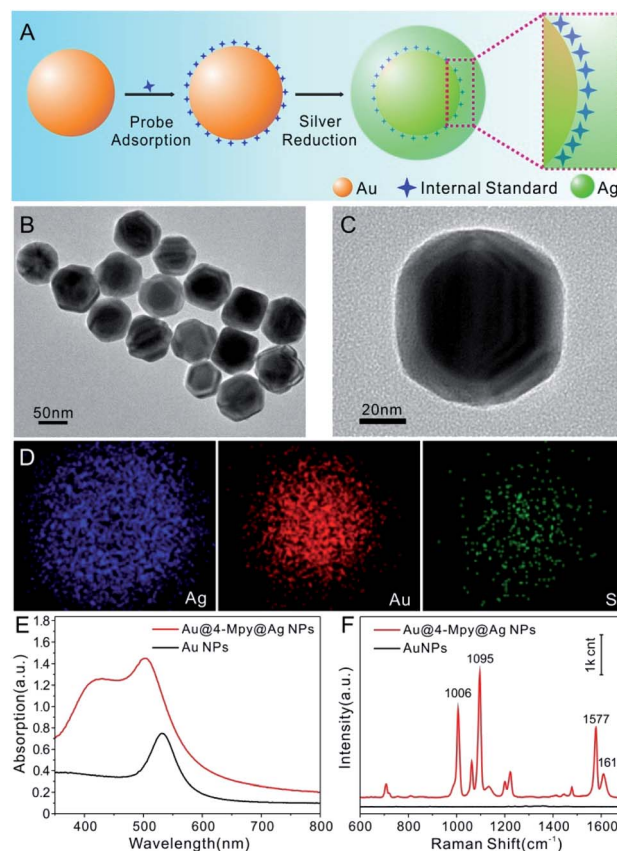 A
Probe
Adsorption
Silver
Reduction
Au
Internal Standard
Ag
B
50nm
C
20nm
D
Ag
Au
S
E
Au@4-Mpy@Ag NPs
Au NPs
Absorption(a.u.)
1.8
1.6
1.4
1.2
1.0
0.8
0.6
0.4
0.2
0
400 500 600 700 800
Wavelength(nm)
F
Au@4-Mpy@Ag NPs
AuNPs
1k cnt
Intensity(a.u.)
1006
1095
1577
161
600 800 1000 1200 1400 1600
Raman Shift(cm⁻¹)